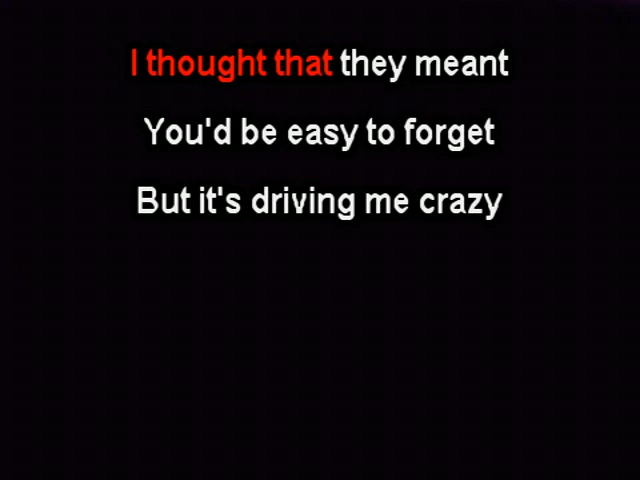 I thought that they meant
You'd be easy to forget
But it's driving me crazy